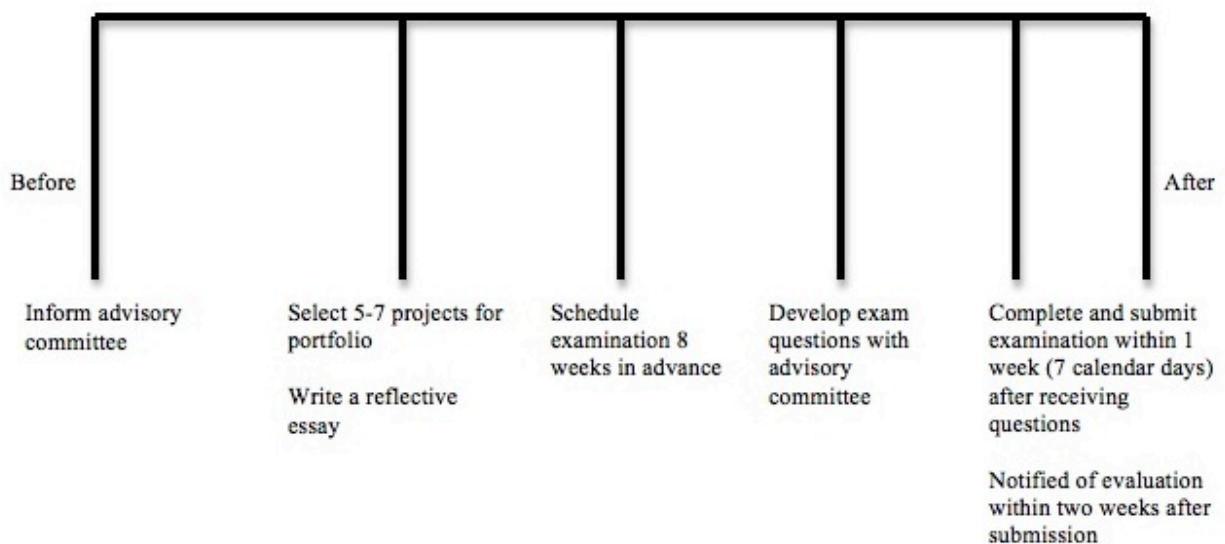 Before
After
Inform advisory
committee
Select 5-7 projects for
portfolio
Write a reflective
essay
Schedule
examination 8
weeks in advance
Develop exam
questions with
advisory
committee
Complete and submit
examination within 1
week (7 calendar days)
after receiving
questions
Notified of evaluation
within two weeks after
submission